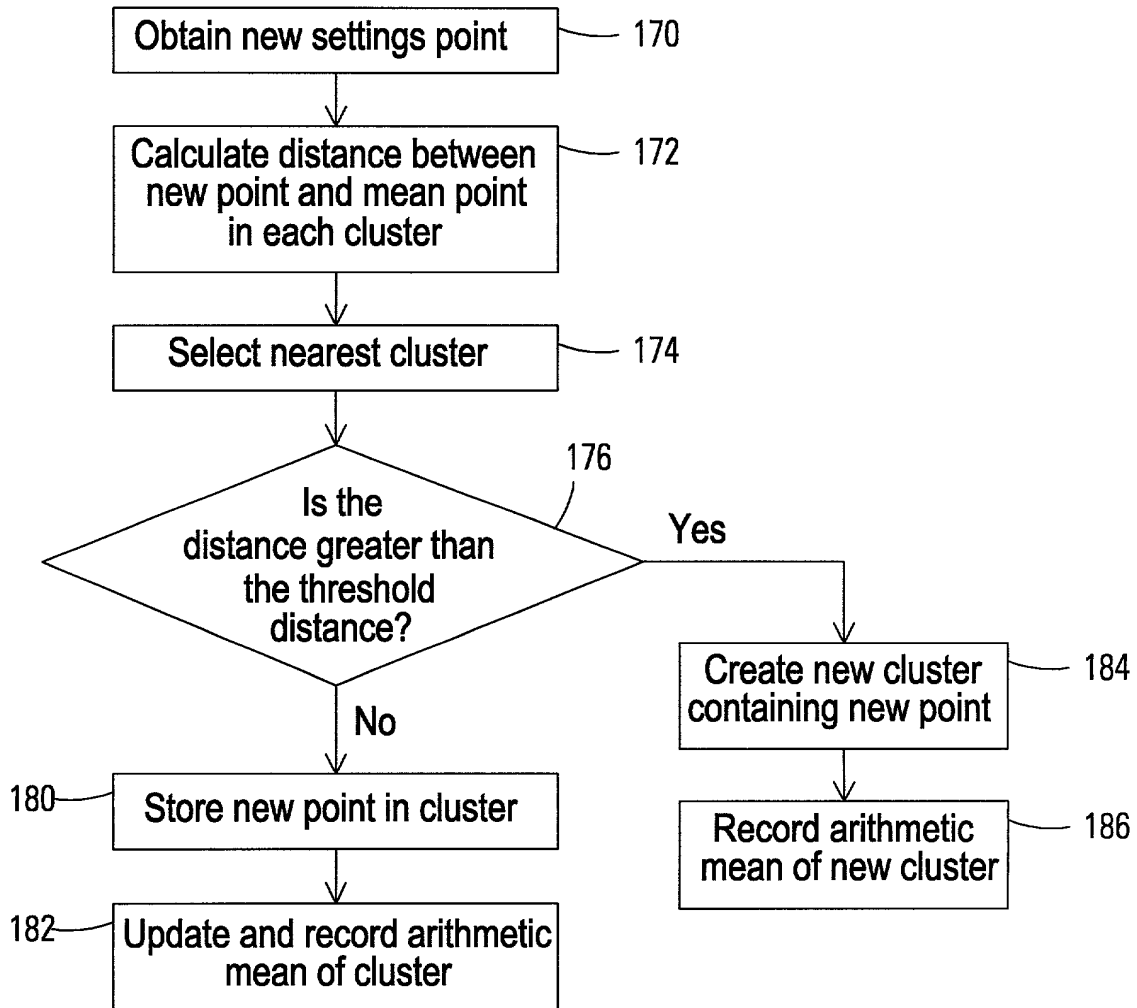 Obtain new settings point
170
Calculate distance between
new point and mean point
in each cluster
172
Select nearest cluster
174
176
Is the
distance greater than
the threshold
distance?
Yes
No
Create new cluster
containing new point
184
180
Store new point in cluster
Record arithmetic
mean of new cluster
186
182
Update and record arithmetic
mean of cluster